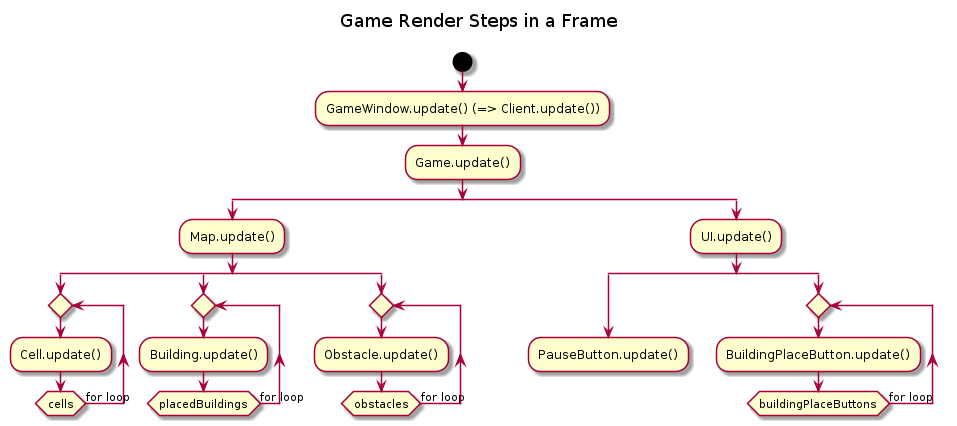 Game Render Steps in a Frame
GameWindow.update() (=> Client.update())
Game.update()
Map.update()
UI.update()
Cell.update()
Building.update()
Obstacle.update()
PauseButton.update()
BuildingPlaceButton.update()
cells
for loop
placedBuildings
for loop
obstacles
for loop
buildingPlaceButtons
for loop